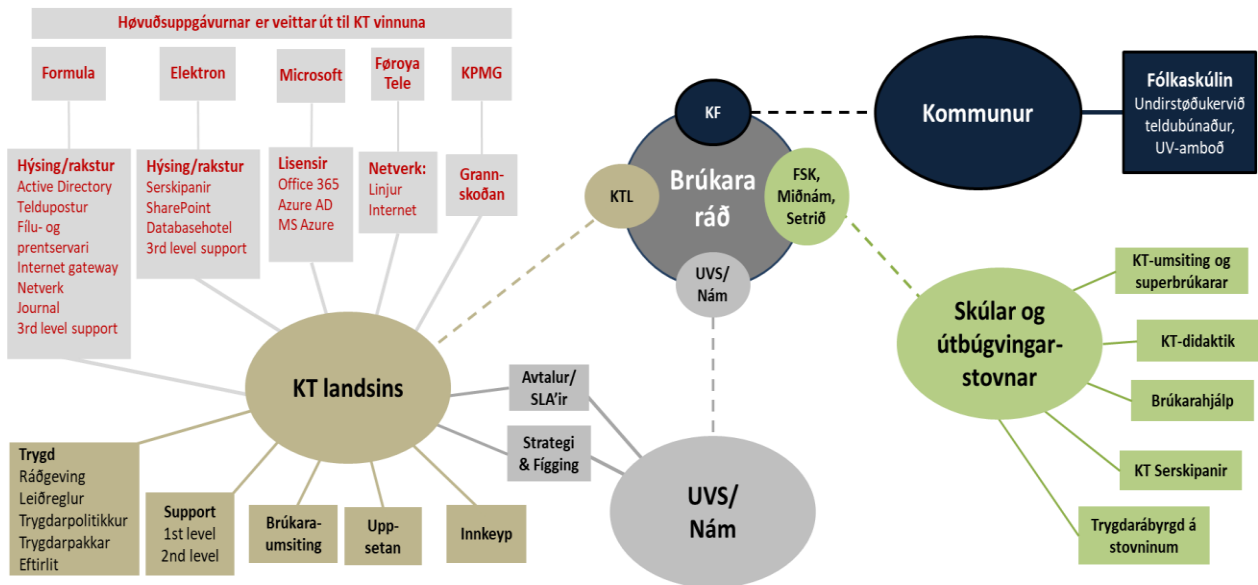 Høvuðsuppgávurnar er veittar út til KT vinnuna
Formula
Elektron
Microsoft
Føroya
Tele
KPMG
Hýsing/rakstur
Active Directory
Teldupostur
Fílu- og
prentservari
Internet gateway
Netverk
Journal
3rd level support
Hýsing/rakstur
Serskipanir
SharePoint
Databasehotel
3rd level support
Lisensir
Office 365
Azure AD
MS Azure
Netverk:
Linjur
Internet
Grann-
skoðan
KT landsins
Trygd
Ráðgeving
Leiðreglur
Trygdarpolitikkur
Trygdarpakkar
Eftirlit
Support
1st level
2nd level
Brúkara-
umsiting
Upp-
setan
Innkeyp
Avtalur/
SLA’ir
Strategi
& Fígging
KF
KTL
Brúkara
ráð
FSK,
Miðnám,
Setrið
UVS/
Nám
UVS/
Nám
Kommunur
Fólkaskúlin
Undirstøðukervið
teldubúnaður,
UV-amboð
Skúlar og
útbúgvingar-
stovnar
KT-umsiting og
superbrúkarar
KT-didaktik
Brúkarahjálp
KT Serskipanir
Trygdarábyrgd á
stovninum